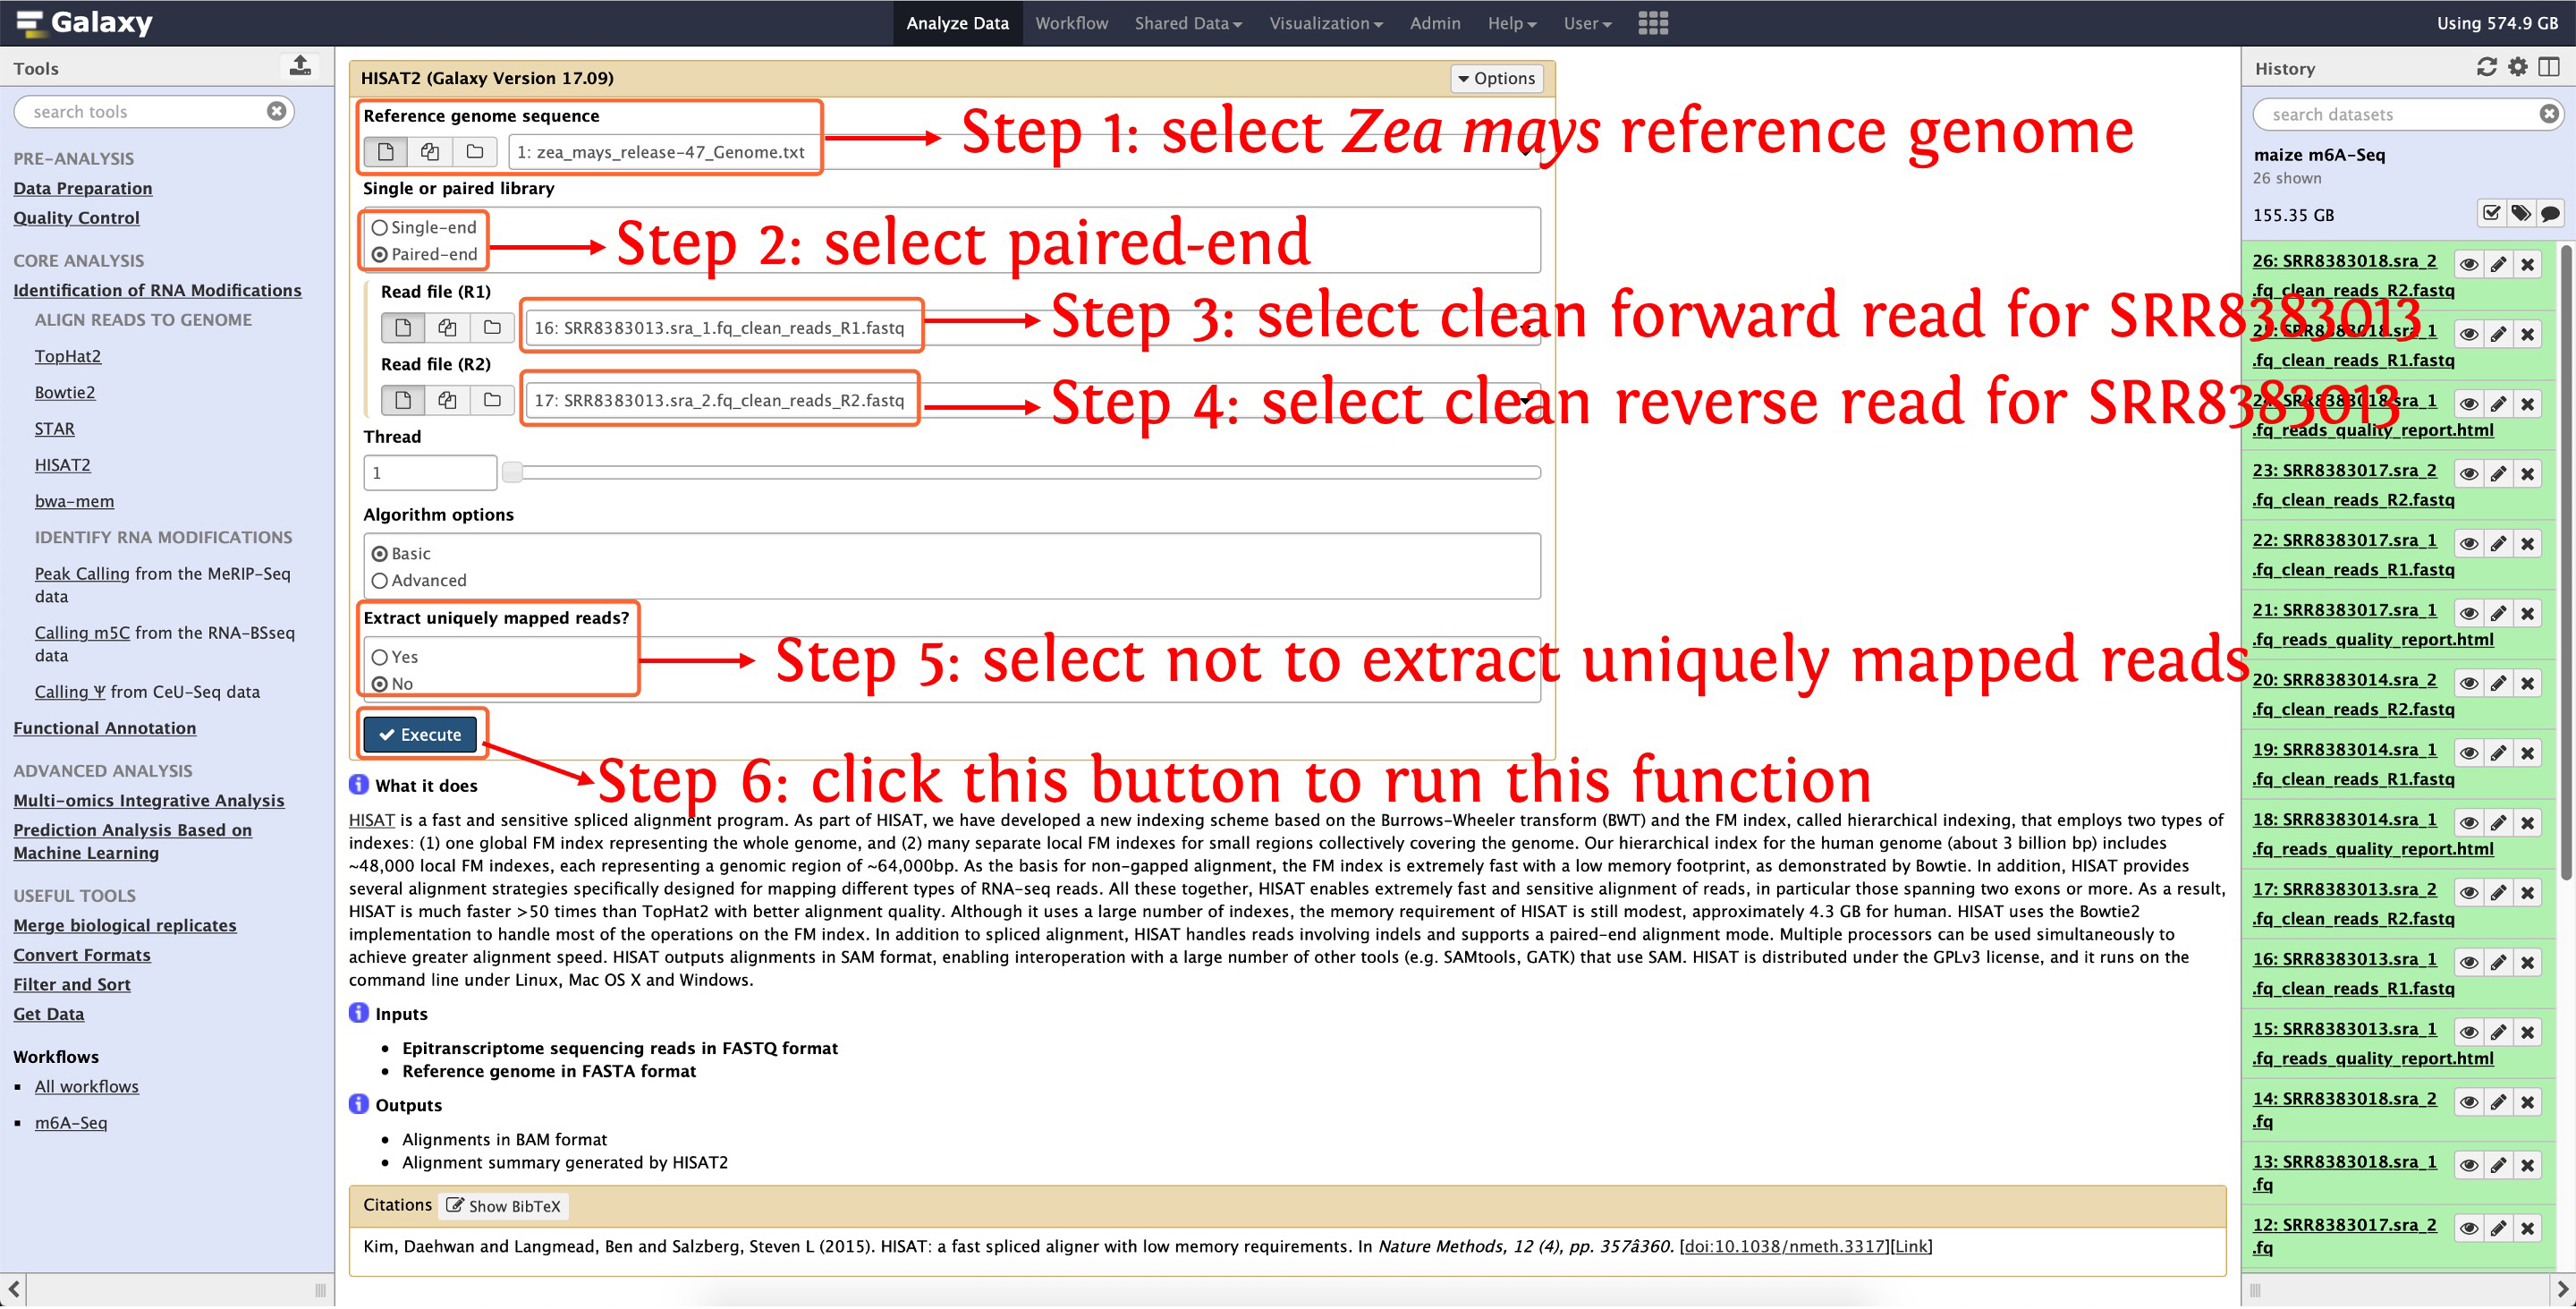 Galaxy
Analyze Data
Workflow
Shared Data
Visualization
Admin
Help
User
Using 574.9 GB
Tools
search tools
PRE-ANALYSIS
Data Preparation
Quality Control
CORE ANALYSIS
Identification of RNA Modifications
ALIGN READS TO GENOME
TopHat2
Bowtie2
STAR
HISAT2
bwa-mem
IDENTIFY RNA MODIFICATIONS
Peak Calling from the MeRIP-Seq
data
Calling m5C from the RNA-BSseq
data
Calling Ψ from CeU-Seq data
Functional Annotation
ADVANCED ANALYSIS
Multi-omics Integrative Analysis
Prediction Analysis Based on
Machine Learning
USEFUL TOOLS
Merge biological replicates
Convert Formats
Filter and Sort
Get Data
Workflows
All workflows
m6A-Seq
HISAT2 (Galaxy Version 17.09)
Options
Reference genome sequence
1: zea_mays_release-47_Genome.txt
Step 1: select Zea mays reference genome
Single or paired library
Single-end
Paired-end
Step 2: select paired-end
Read file (R1)
16: SRR8383013.sra_1.fq_clean_reads_R1.fastq
Step 3: select clean forward read for SRR8383013
Read file (R2)
17: SRR8383013.sra_2.fq_clean_reads_R2.fastq
Step 4: select clean reverse read for SRR8383013
Thread
1
Algorithm options
Basic
Advanced
Extract uniquely mapped reads?
Yes
No
Step 5: select not to extract uniquely mapped reads
Execute
Step 6: click this button to run this function
What it does
HISAT is a fast and sensitive spliced alignment program. As part of HISAT, we have developed a new indexing scheme based on the Burrows-Wheeler transform (BWT) and the FM index, called hierarchical indexing, that employs two types of
indexes: (1) one global FM index representing the whole genome, and (2) many separate local FM indexes for small regions collectively covering the genome. Our hierarchical index for the human genome (about 3 billion bp) includes
~48,000 local FM indexes, each representing a genomic region of ~64,000bp. As the basis for non-gapped alignment, the FM index is extremely fast with a low memory footprint, as demonstrated by Bowtie. In addition, HISAT provides
several alignment strategies specifically designed for mapping different types of RNA-seq reads. All these together, HISAT enables extremely fast and sensitive alignment of reads, in particular those spanning two exons or more. As a result,
HISAT is much faster >50 times than TopHat2 with better alignment quality. Although it uses a large number of indexes, the memory requirement of HISAT is still modest, approximately 4.3 GB for human. HISAT uses the Bowtie2
implementation to handle most of the operations on the FM index. In addition to spliced alignment, HISAT handles reads involving indels and supports a paired-end alignment mode. Multiple processors can be used simultaneously to
achieve greater alignment speed. HISAT outputs alignments in SAM format, enabling interoperation with a large number of other tools (e.g. SAMtools, GATK) that use SAM. HISAT is distributed under the GPLv3 license, and it runs on the
command line under Linux, Mac OS X and Windows.
Inputs
Epitranscriptome sequencing reads in FASTQ format
Reference genome in FASTA format
Outputs
Alignments in BAM format
Alignment summary generated by HISAT2
Citations
Show BibTeX
Kim, Daehwan and Langmead, Ben and Salzberg, Steven L (2015). HISAT: a fast spliced aligner with low memory requirements. In Nature Methods, 12 (4), pp. 357â360. [doi:10.1038/nmeth.3317][Link]
History
search datasets
maize m6A-Seq
26 shown
155.35 GB
26: SRR8383018.sra_2
.fq_clean_reads_R2.fastq
25: SRR8383018.sra_1
.fq_clean_reads_R1.fastq
24: SRR8383018.sra_1
.fq_reads_quality_report.html
23: SRR8383017.sra_2
.fq_clean_reads_R2.fastq
22: SRR8383017.sra_1
.fq_clean_reads_R1.fastq
21: SRR8383017.sra_1
.fq_reads_quality_report.html
20: SRR8383014.sra_2
.fq_clean_reads_R2.fastq
19: SRR8383014.sra_1
.fq_clean_reads_R1.fastq
18: SRR8383014.sra_1
.fq_reads_quality_report.html
17: SRR8383013.sra_2
.fq_clean_reads_R2.fastq
16: SRR8383013.sra_1
.fq_clean_reads_R1.fastq
15: SRR8383013.sra_1
.fq_reads_quality_report.html
14: SRR8383018.sra_2
.fq
13: SRR8383018.sra_1
.fq
12: SRR8383017.sra_2
.fq